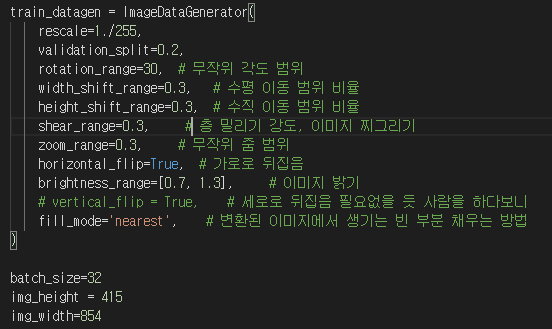 train_datagen = ImageDataGenerator(
    rescale=1./255,
    validation_split=0.2,
    rotation_range=30,  # 무작위 각도 범위
    width_shift_range=0.3,   # 수평 이동 범위 비율
    height_shift_range=0.3,  # 수직 이동 범위 비율
    shear_range=0.3,     # 층 밀리기 강도, 이미지 찌그리기
    zoom_range=0.3,    # 무작위 줌 범위
    horizontal_flip=True,  # 가로로 뒤집음
    brightness_range=[0.7, 1.3],     # 이미지 밝기
    # vertical_flip = True,    # 세로로 뒤집음 필요없을 듯 사람을 하다보니
    fill_mode='nearest',    # 변환된 이미지에서 생기는 빈 부분 채우는 방법
)
batch_size=32
img_height = 415
img_width=854